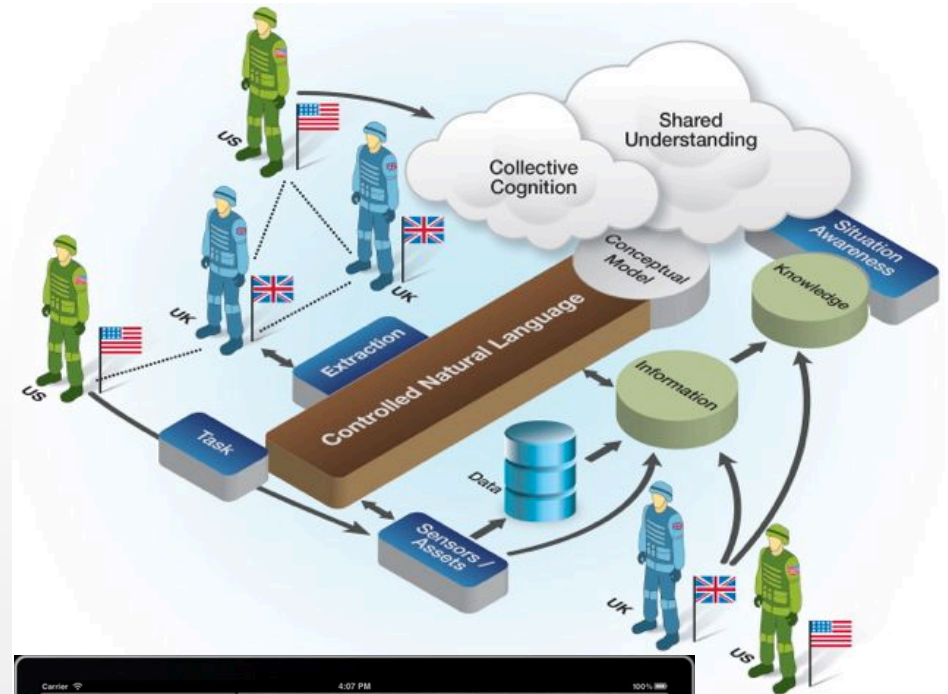 US
Shared
Understanding
Collective
Cognition
UK
UK
US
Situation
Awareness
Conceptual
Model
Knowledge
Extraction
Controlled Natural Language
Information
Task
Data
Sensors /
Assets
UK
US
Carrier
4:07 PM
100%